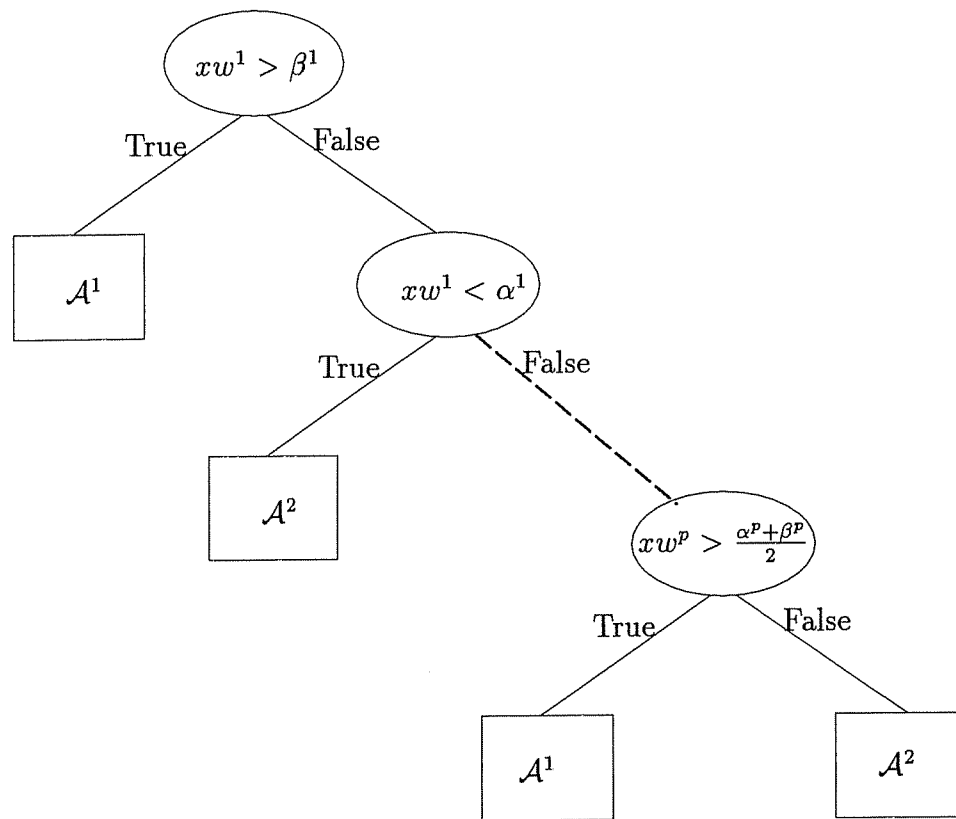 xw¹ > β¹
True False
𝒜¹
xw¹ < α¹
True False
𝒜²
xwᵖ > (αᵖ+βᵖ)/2
True False
𝒜¹ 𝒜²